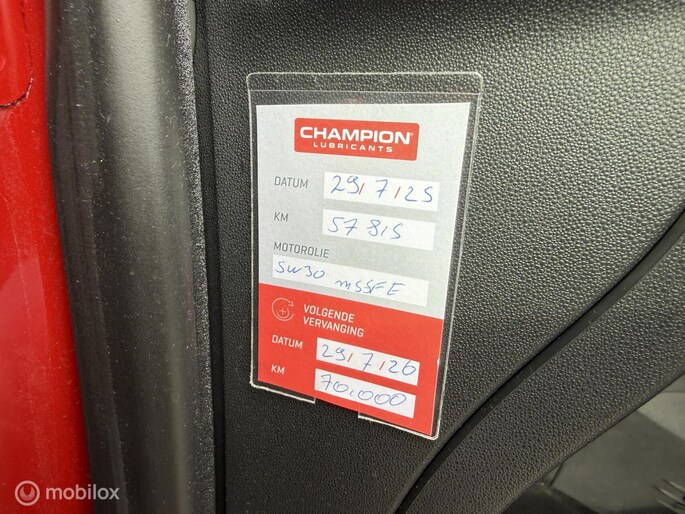 CHAMPION
LUBRICANTS
DATUM 29/7/25
KM 57815
MOTOROLIE
5W30 MSSFE
VOLGENDE
VERVANGING
DATUM 29/7/26
KM 70.000
mobilox